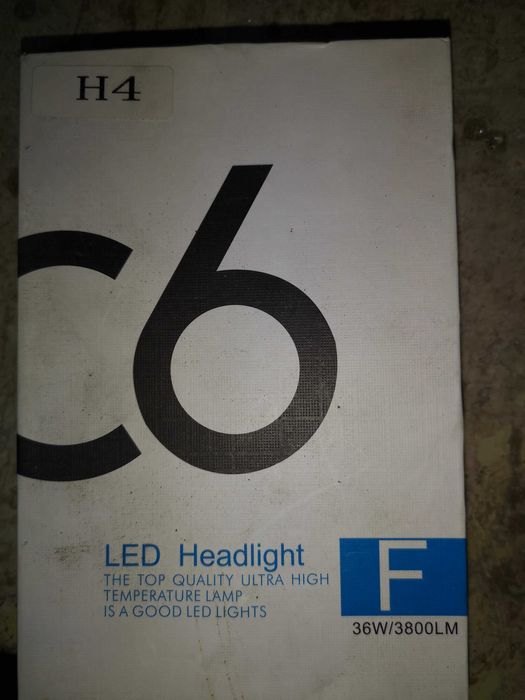 H4
C6
LED Headlight
THE TOP QUALITY ULTRA HIGH
TEMPERATURE LAMP
IS A GOOD LED LIGHTS
F
36W/3800LM